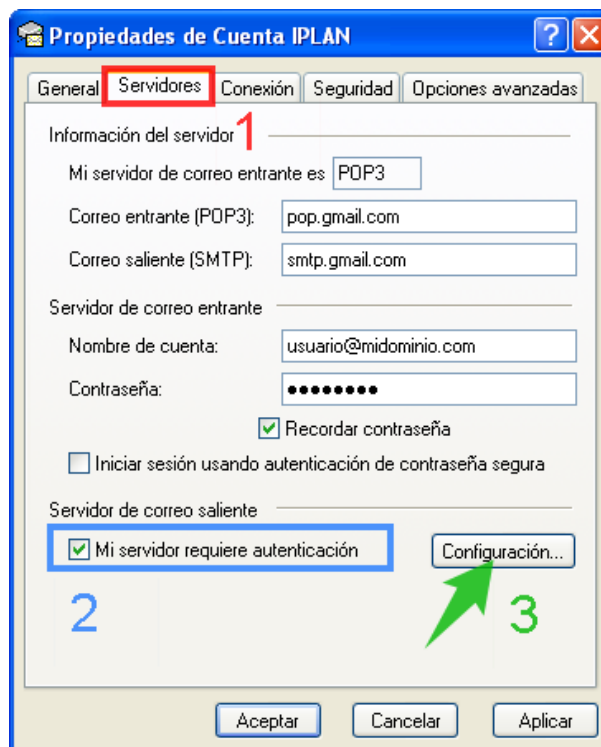 Propiedades de Cuenta IPLAN
General Servidores Conexión Seguridad Opciones avanzadas
1
Información del servidor
Mi servidor de correo entrante es POP3
Correo entrante (POP3): pop.gmail.com
Correo saliente (SMTP): smtp.gmail.com
Servidor de correo entrante
Nombre de cuenta: usuario@midominio.com
Contraseña: ●●●●●●●●
Recordar contraseña
Iniciar sesión usando autenticación de contraseña segura
Servidor de correo saliente
Mi servidor requiere autenticación Configuración...
2 3
Aceptar Cancelar Aplicar